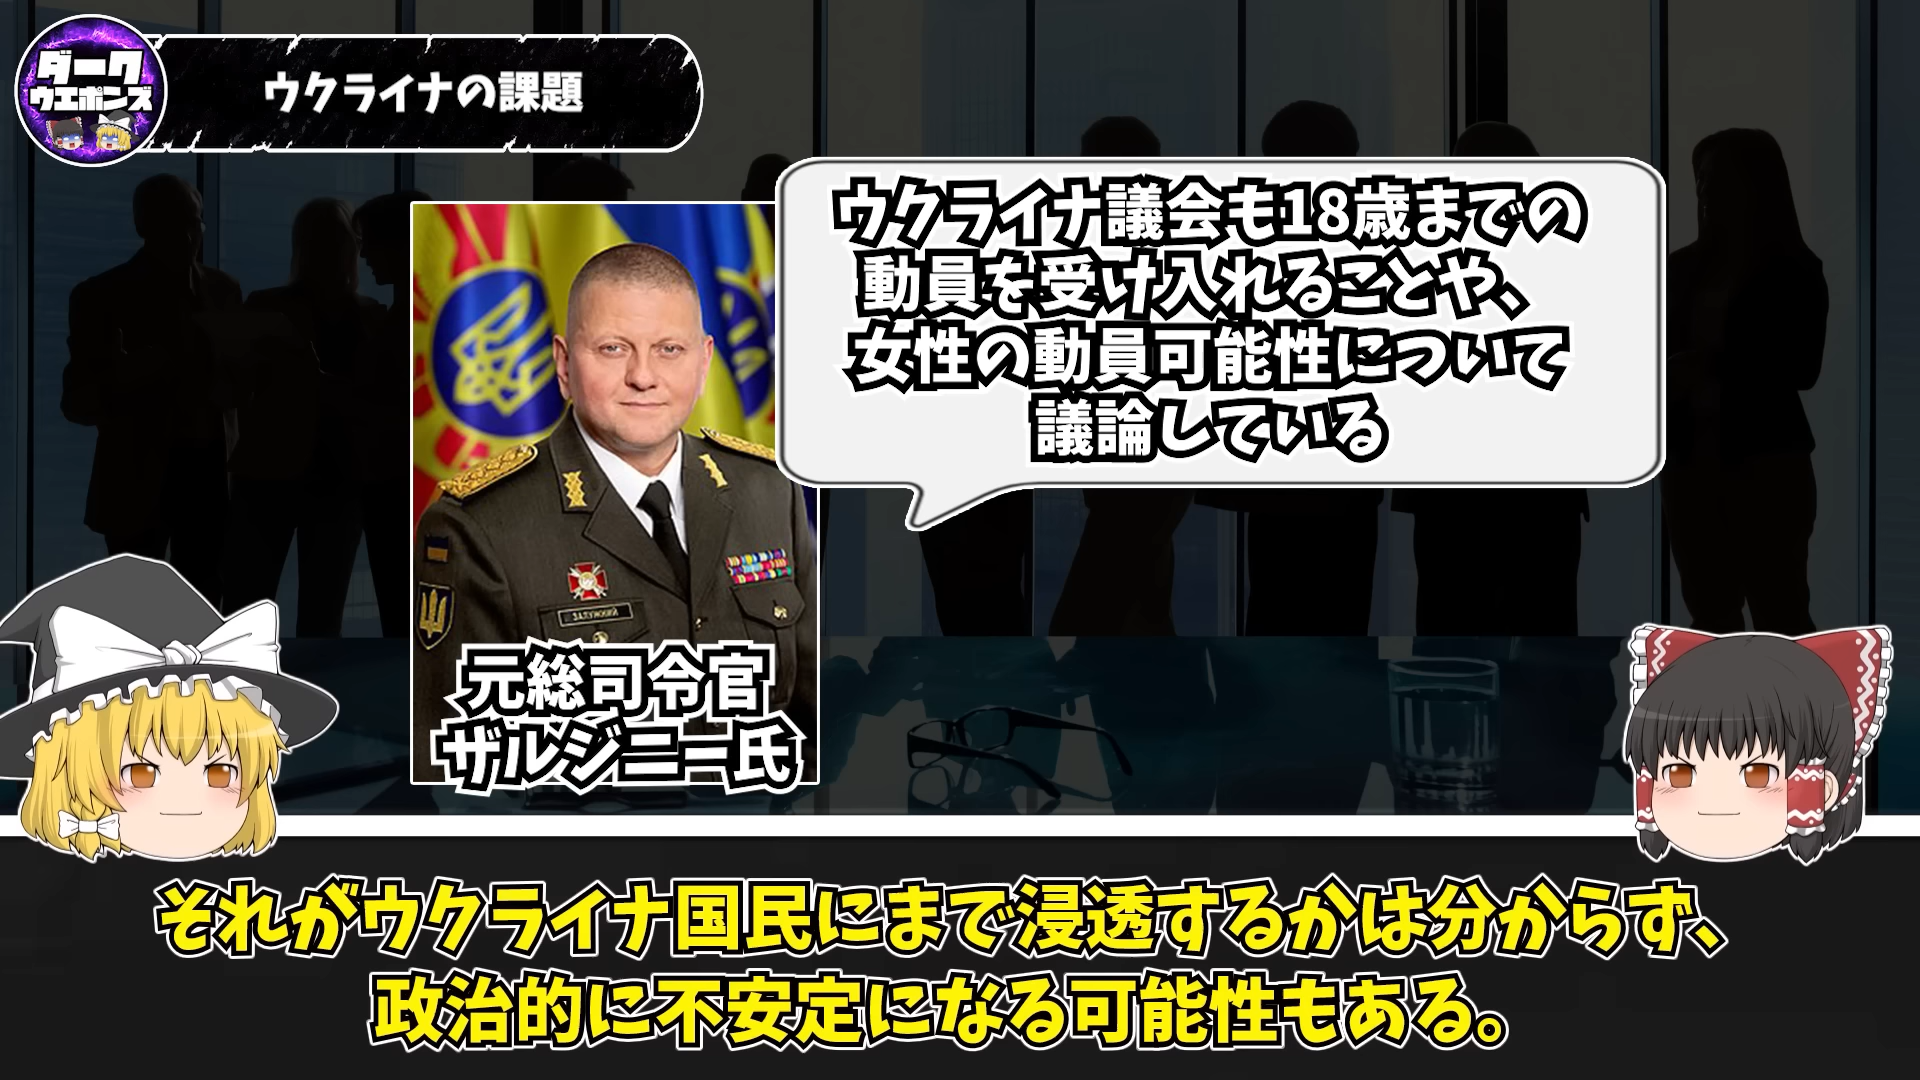 ダーク
ウエポンズ
ウクライナの課題
ウクライナ議会も18歳までの
動員を受け入れることや、
女性の動員可能性について
議論している
ЗАЛУЖНИЙ
元総司令官
ザルジニー氏
それがウクライナ国民にまで浸透するかは分からず、
政治的に不安定になる可能性もある。